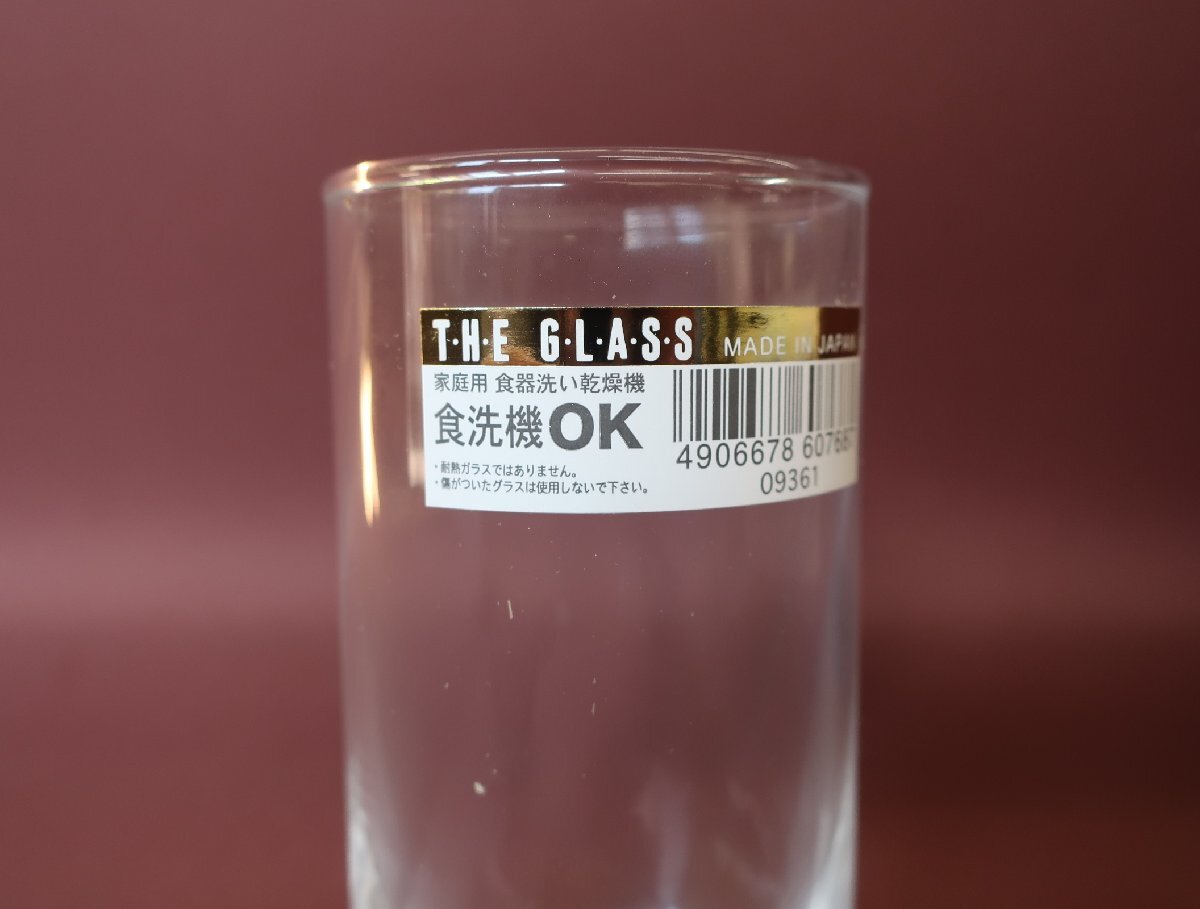 T·H·E G·L·A·S·S MADE IN JAPAN
家庭用 食器洗い乾燥機
食洗機OK
・耐熱ガラスではありません。
・傷がついたグラスは使用しないで下さい。
4906678 607667
09361